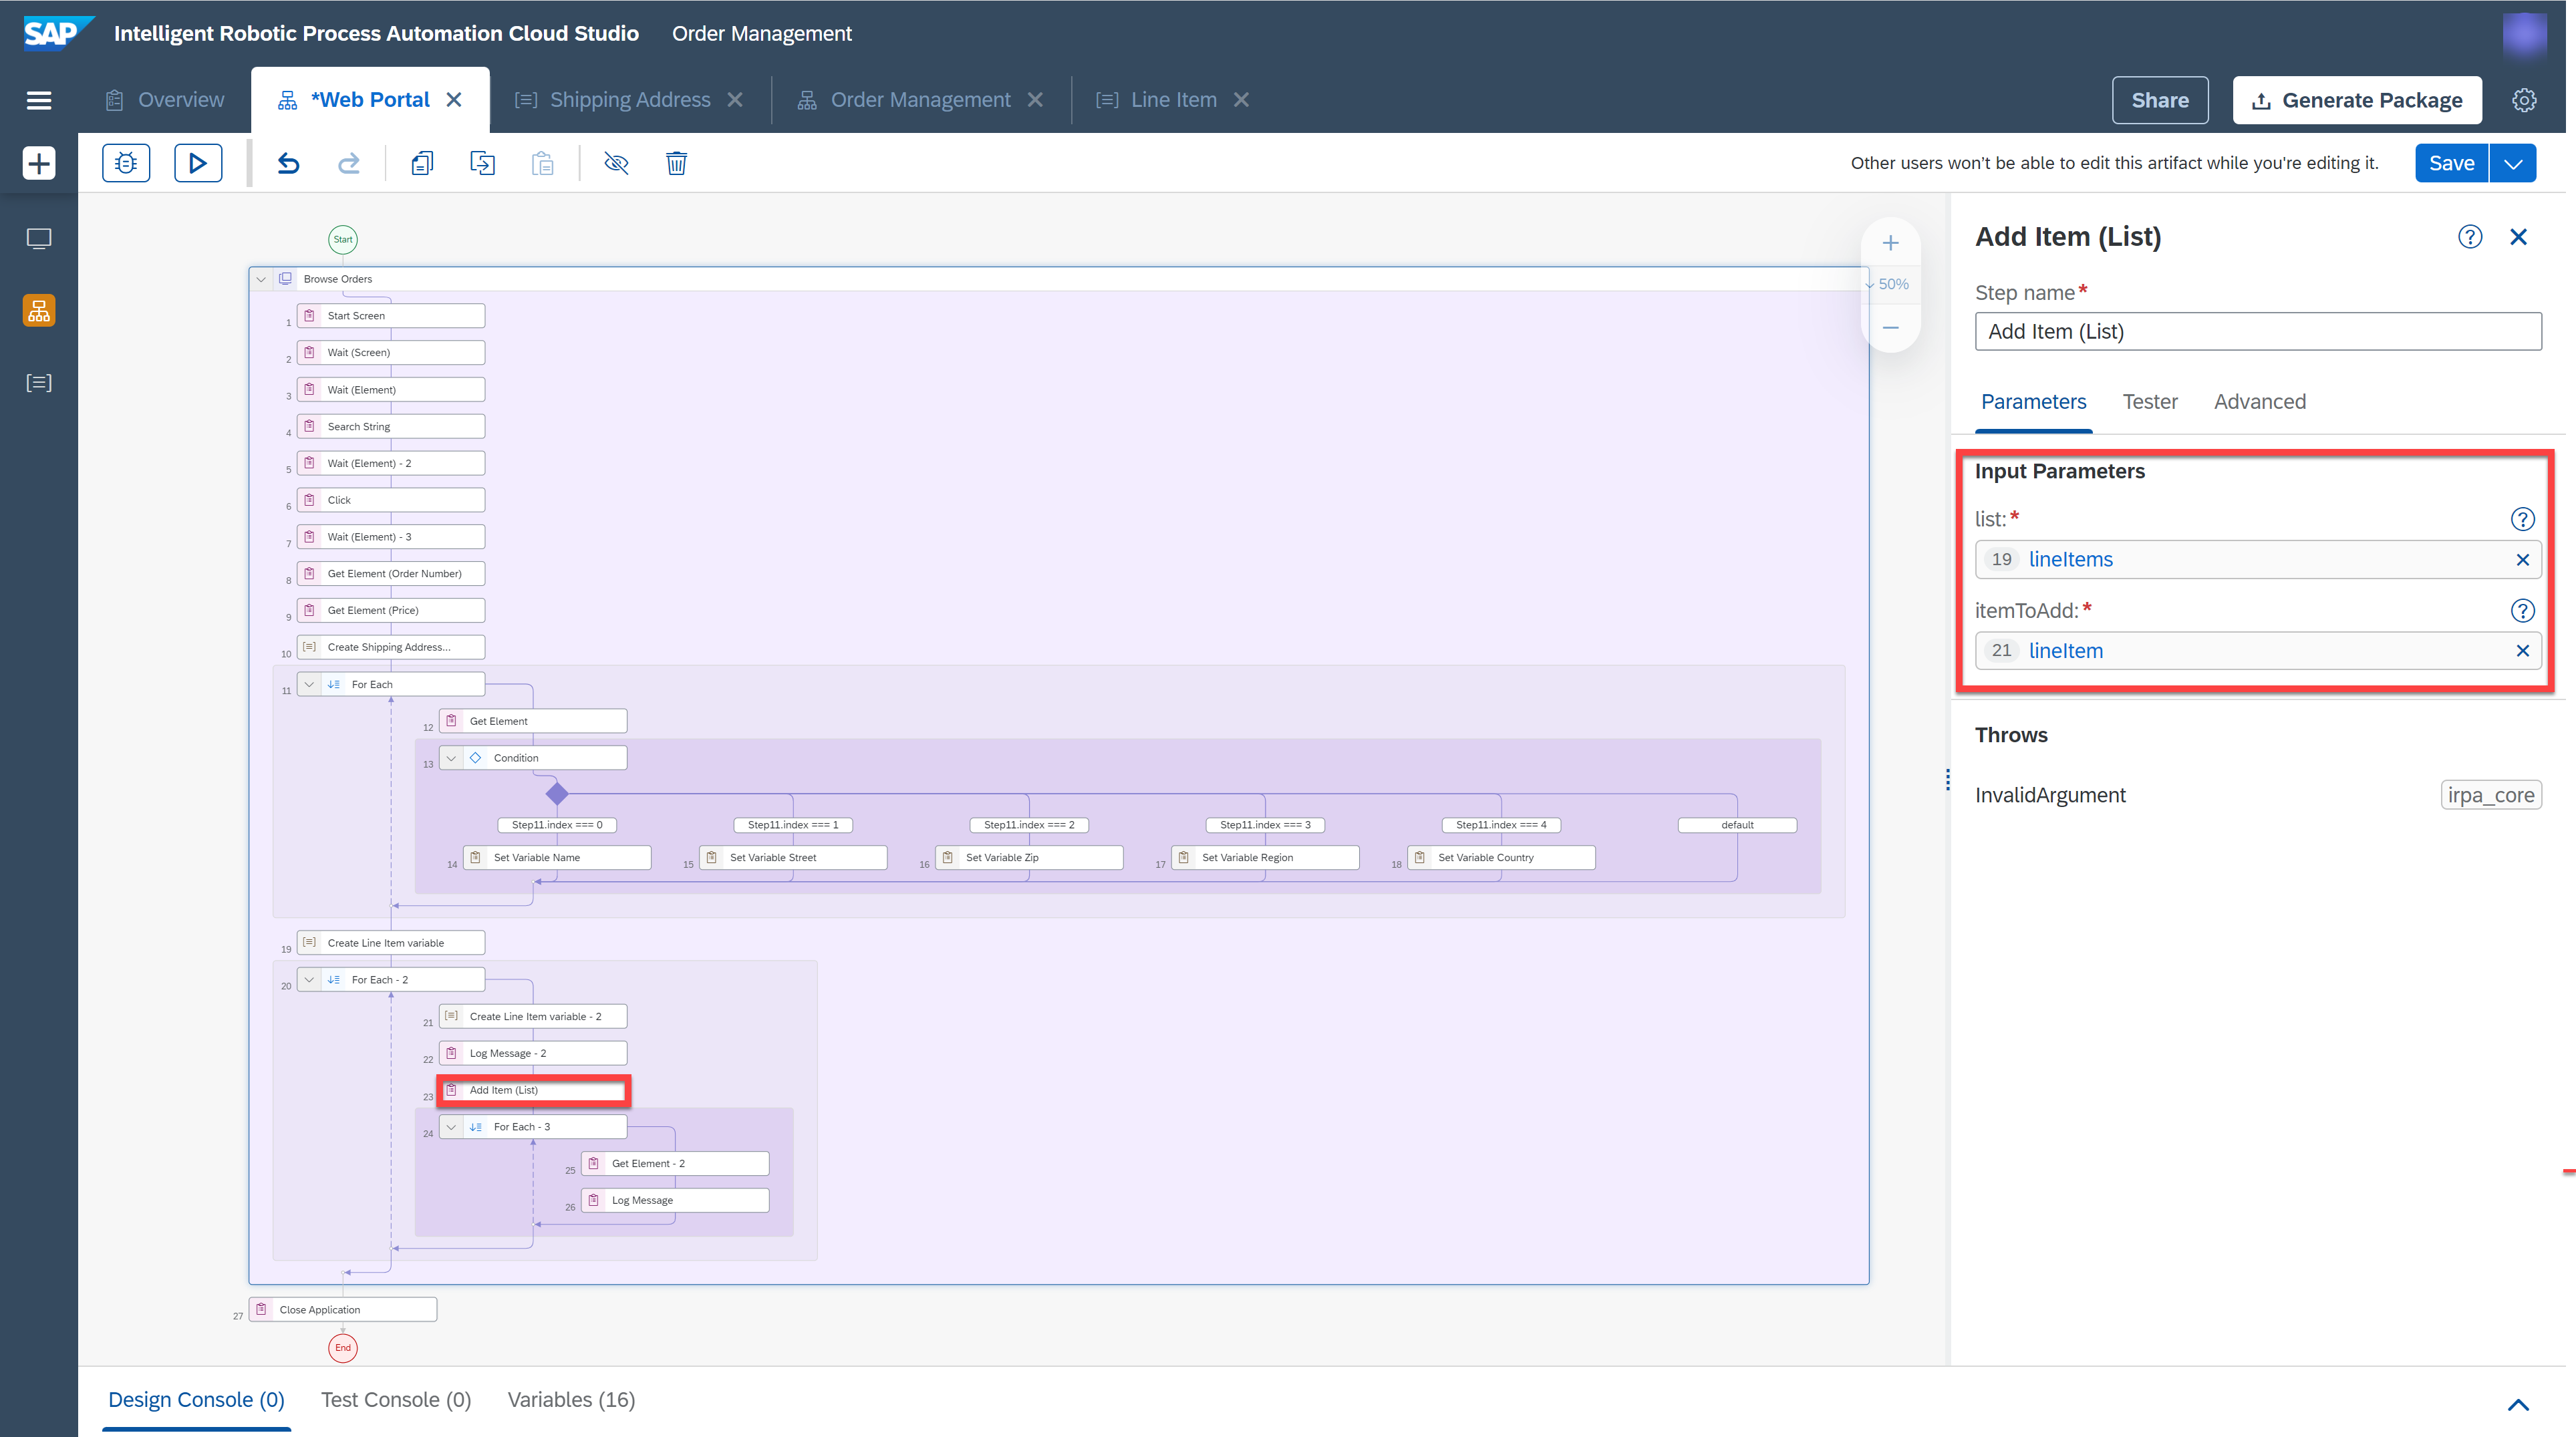 SAP Intelligent Robotic Process Automation Cloud Studio Order Management
Overview *Web Portal Shipping Address Order Management Line Item Share Generate Package
Other users won't be able to edit this artifact while you're editing it. Save
Start
Browse Orders
50%
1 Start Screen
2 Wait (Screen)
3 Wait (Element)
4 Search String
5 Wait (Element) - 2
6 Click
7 Wait (Element) - 3
8 Get Element (Order Number)
9 Get Element (Price)
10 Create Shipping Address...
11 For Each
12 Get Element
13 Condition
Step11.index === 0 Step11.index === 1 Step11.index === 2 Step11.index === 3 Step11.index === 4 default
14 Set Variable Name 15 Set Variable Street 16 Set Variable Zip 17 Set Variable Region 18 Set Variable Country
19 Create Line Item variable
20 For Each - 2
21 Create Line Item variable - 2
22 Log Message - 2
23 Add Item (List)
24 For Each - 3
25 Get Element - 2
26 Log Message
27 Close Application
End
Add Item (List)
Step name*
Add Item (List)
Parameters Tester Advanced
Input Parameters
list:*
19 lineItems
itemToAdd:*
21 lineItem
Throws
InvalidArgument irpa_core
Design Console (0) Test Console (0) Variables (16)